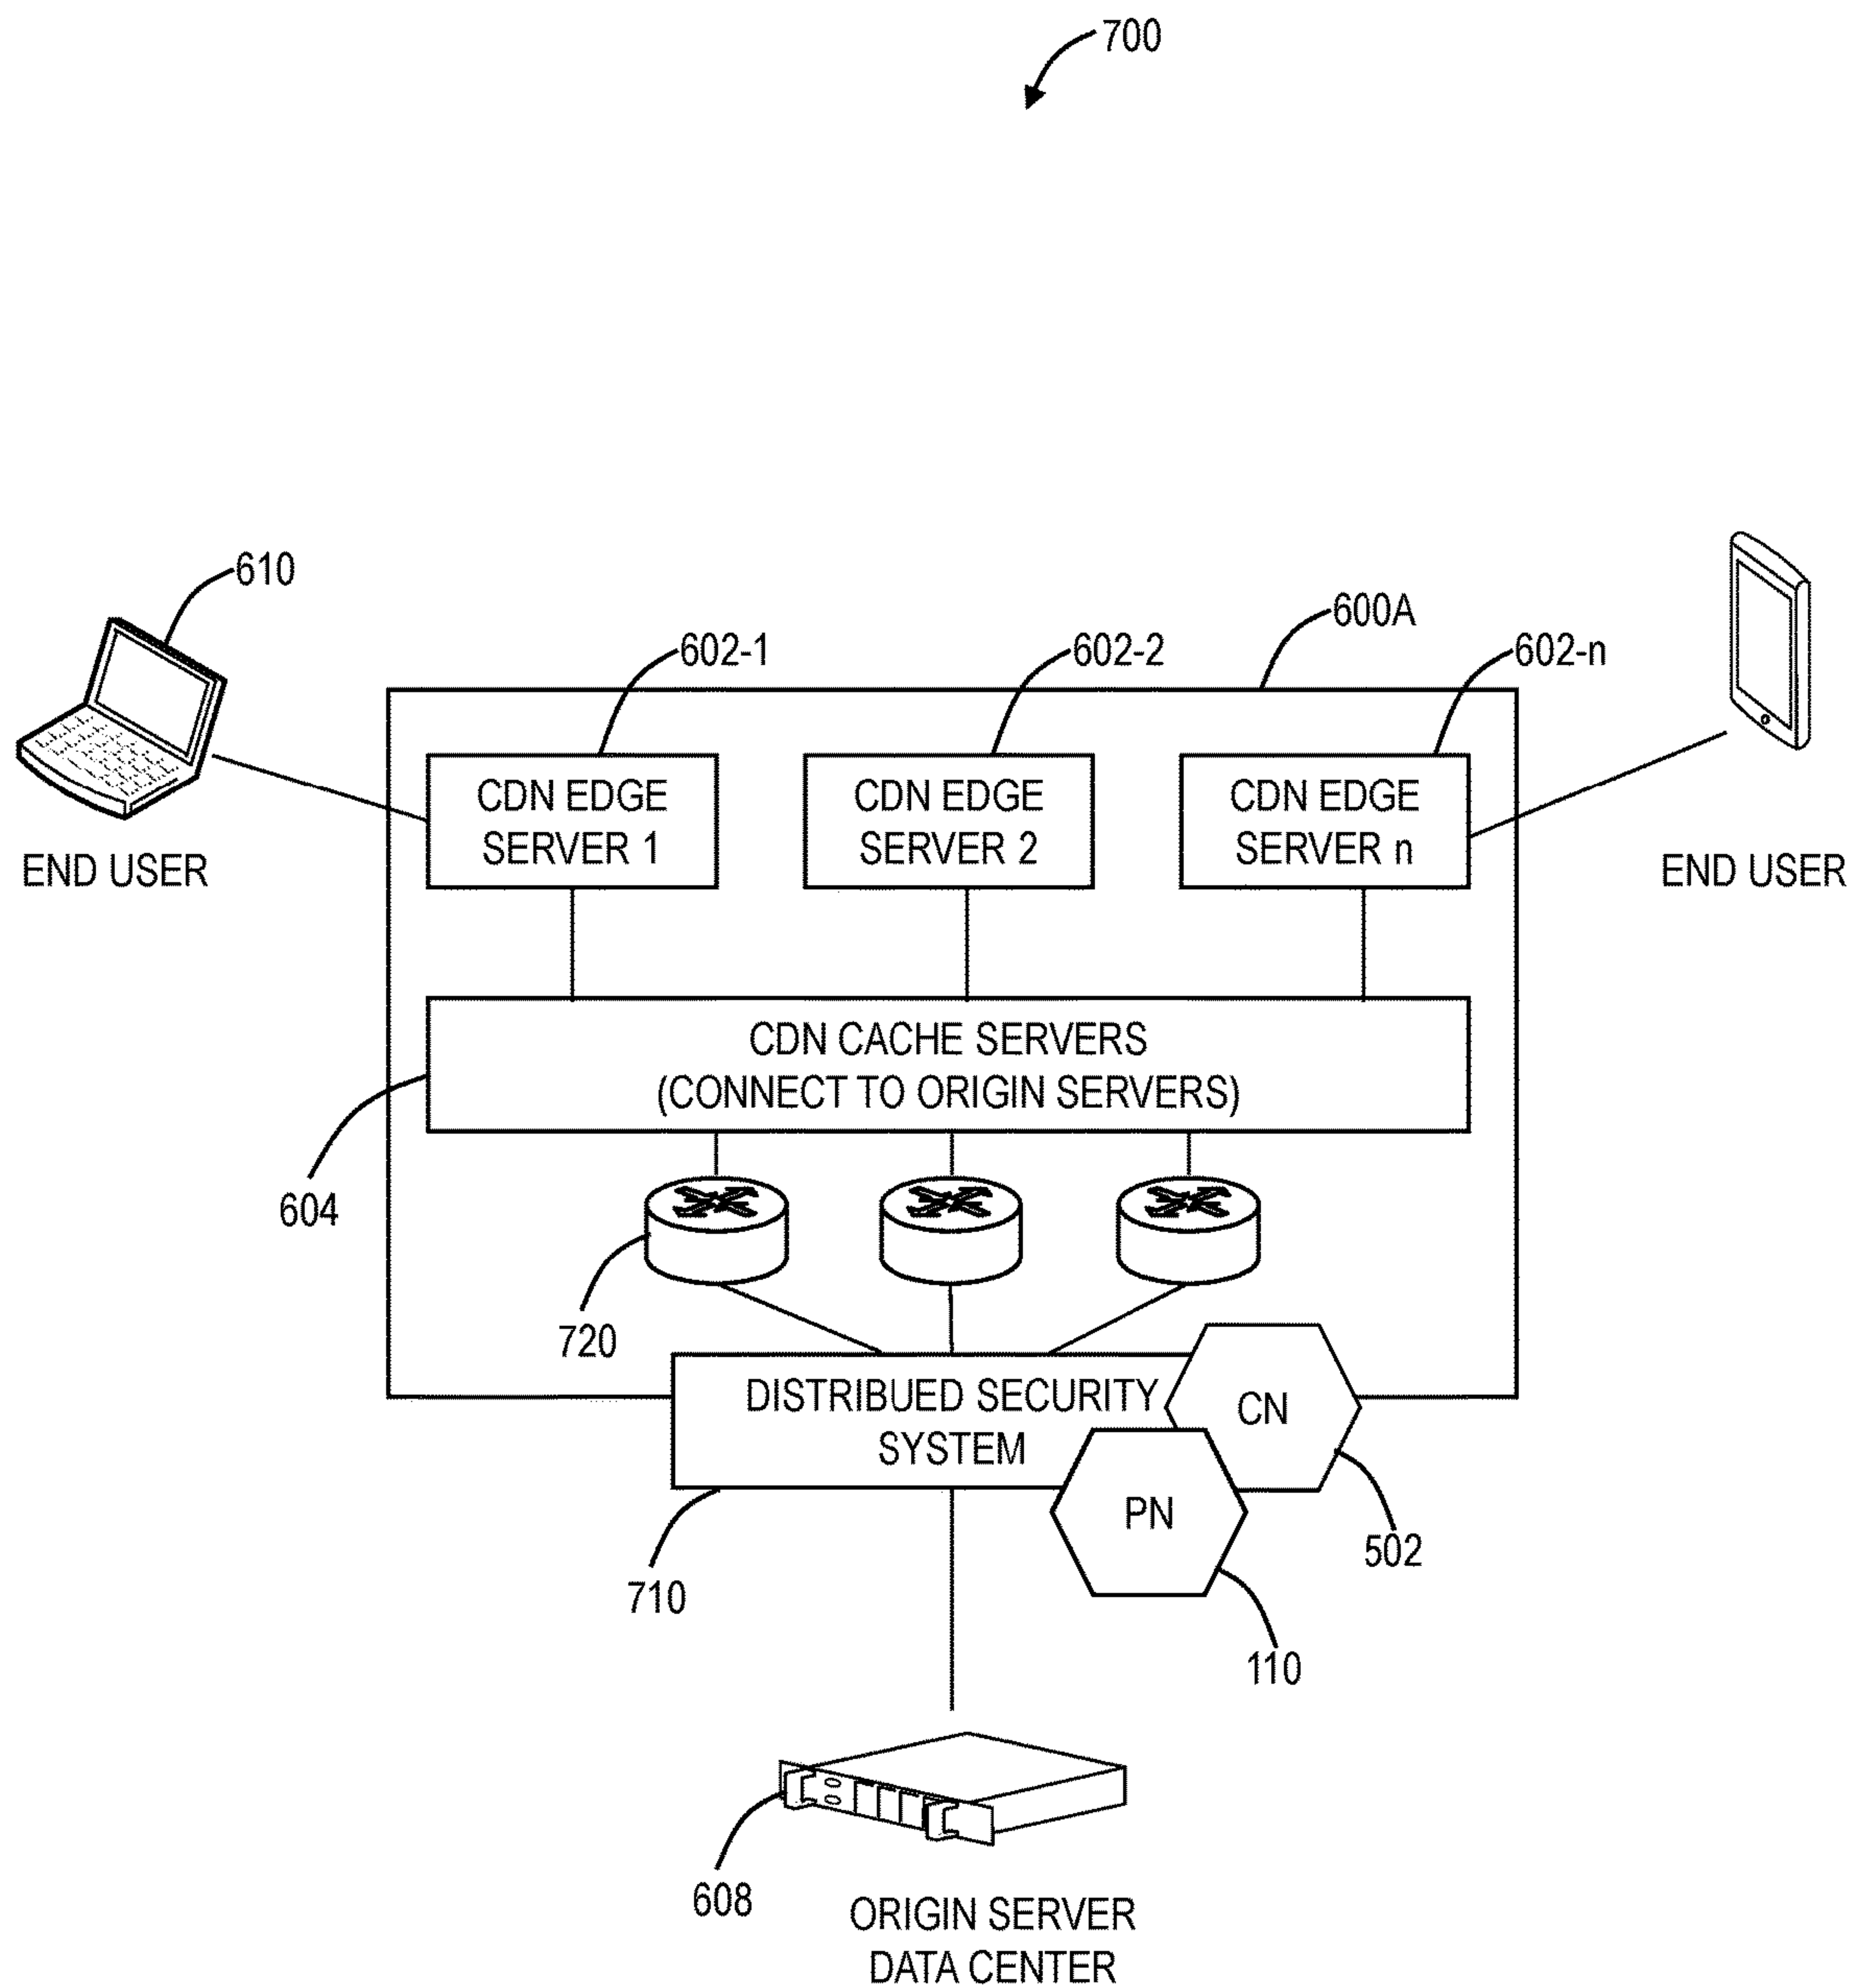 700
610
600A
602-1
602-2
602-n
CDN EDGE
SERVER 1
CDN EDGE
SERVER 2
CDN EDGE
SERVER n
END USER
END USER
CDN CACHE SERVERS
(CONNECT TO ORIGIN SERVERS)
604
720
DISTRIBUED SECURITY
SYSTEM
CN
PN
502
710
110
608
ORIGIN SERVER
DATA CENTER